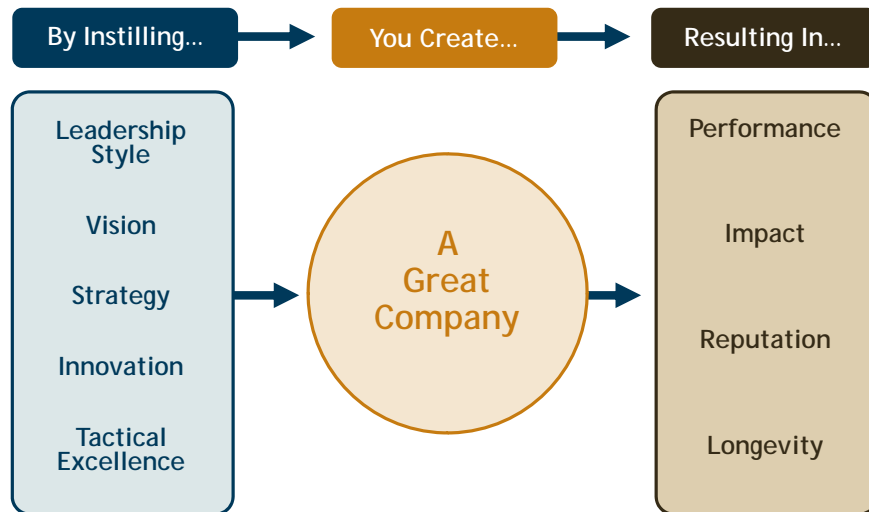 By Instilling...
You Create...
Resulting In...
Leadership
Style
Vision
Strategy
Innovation
Tactical
Excellence
A
Great
Company
Performance
Impact
Reputation
Longevity